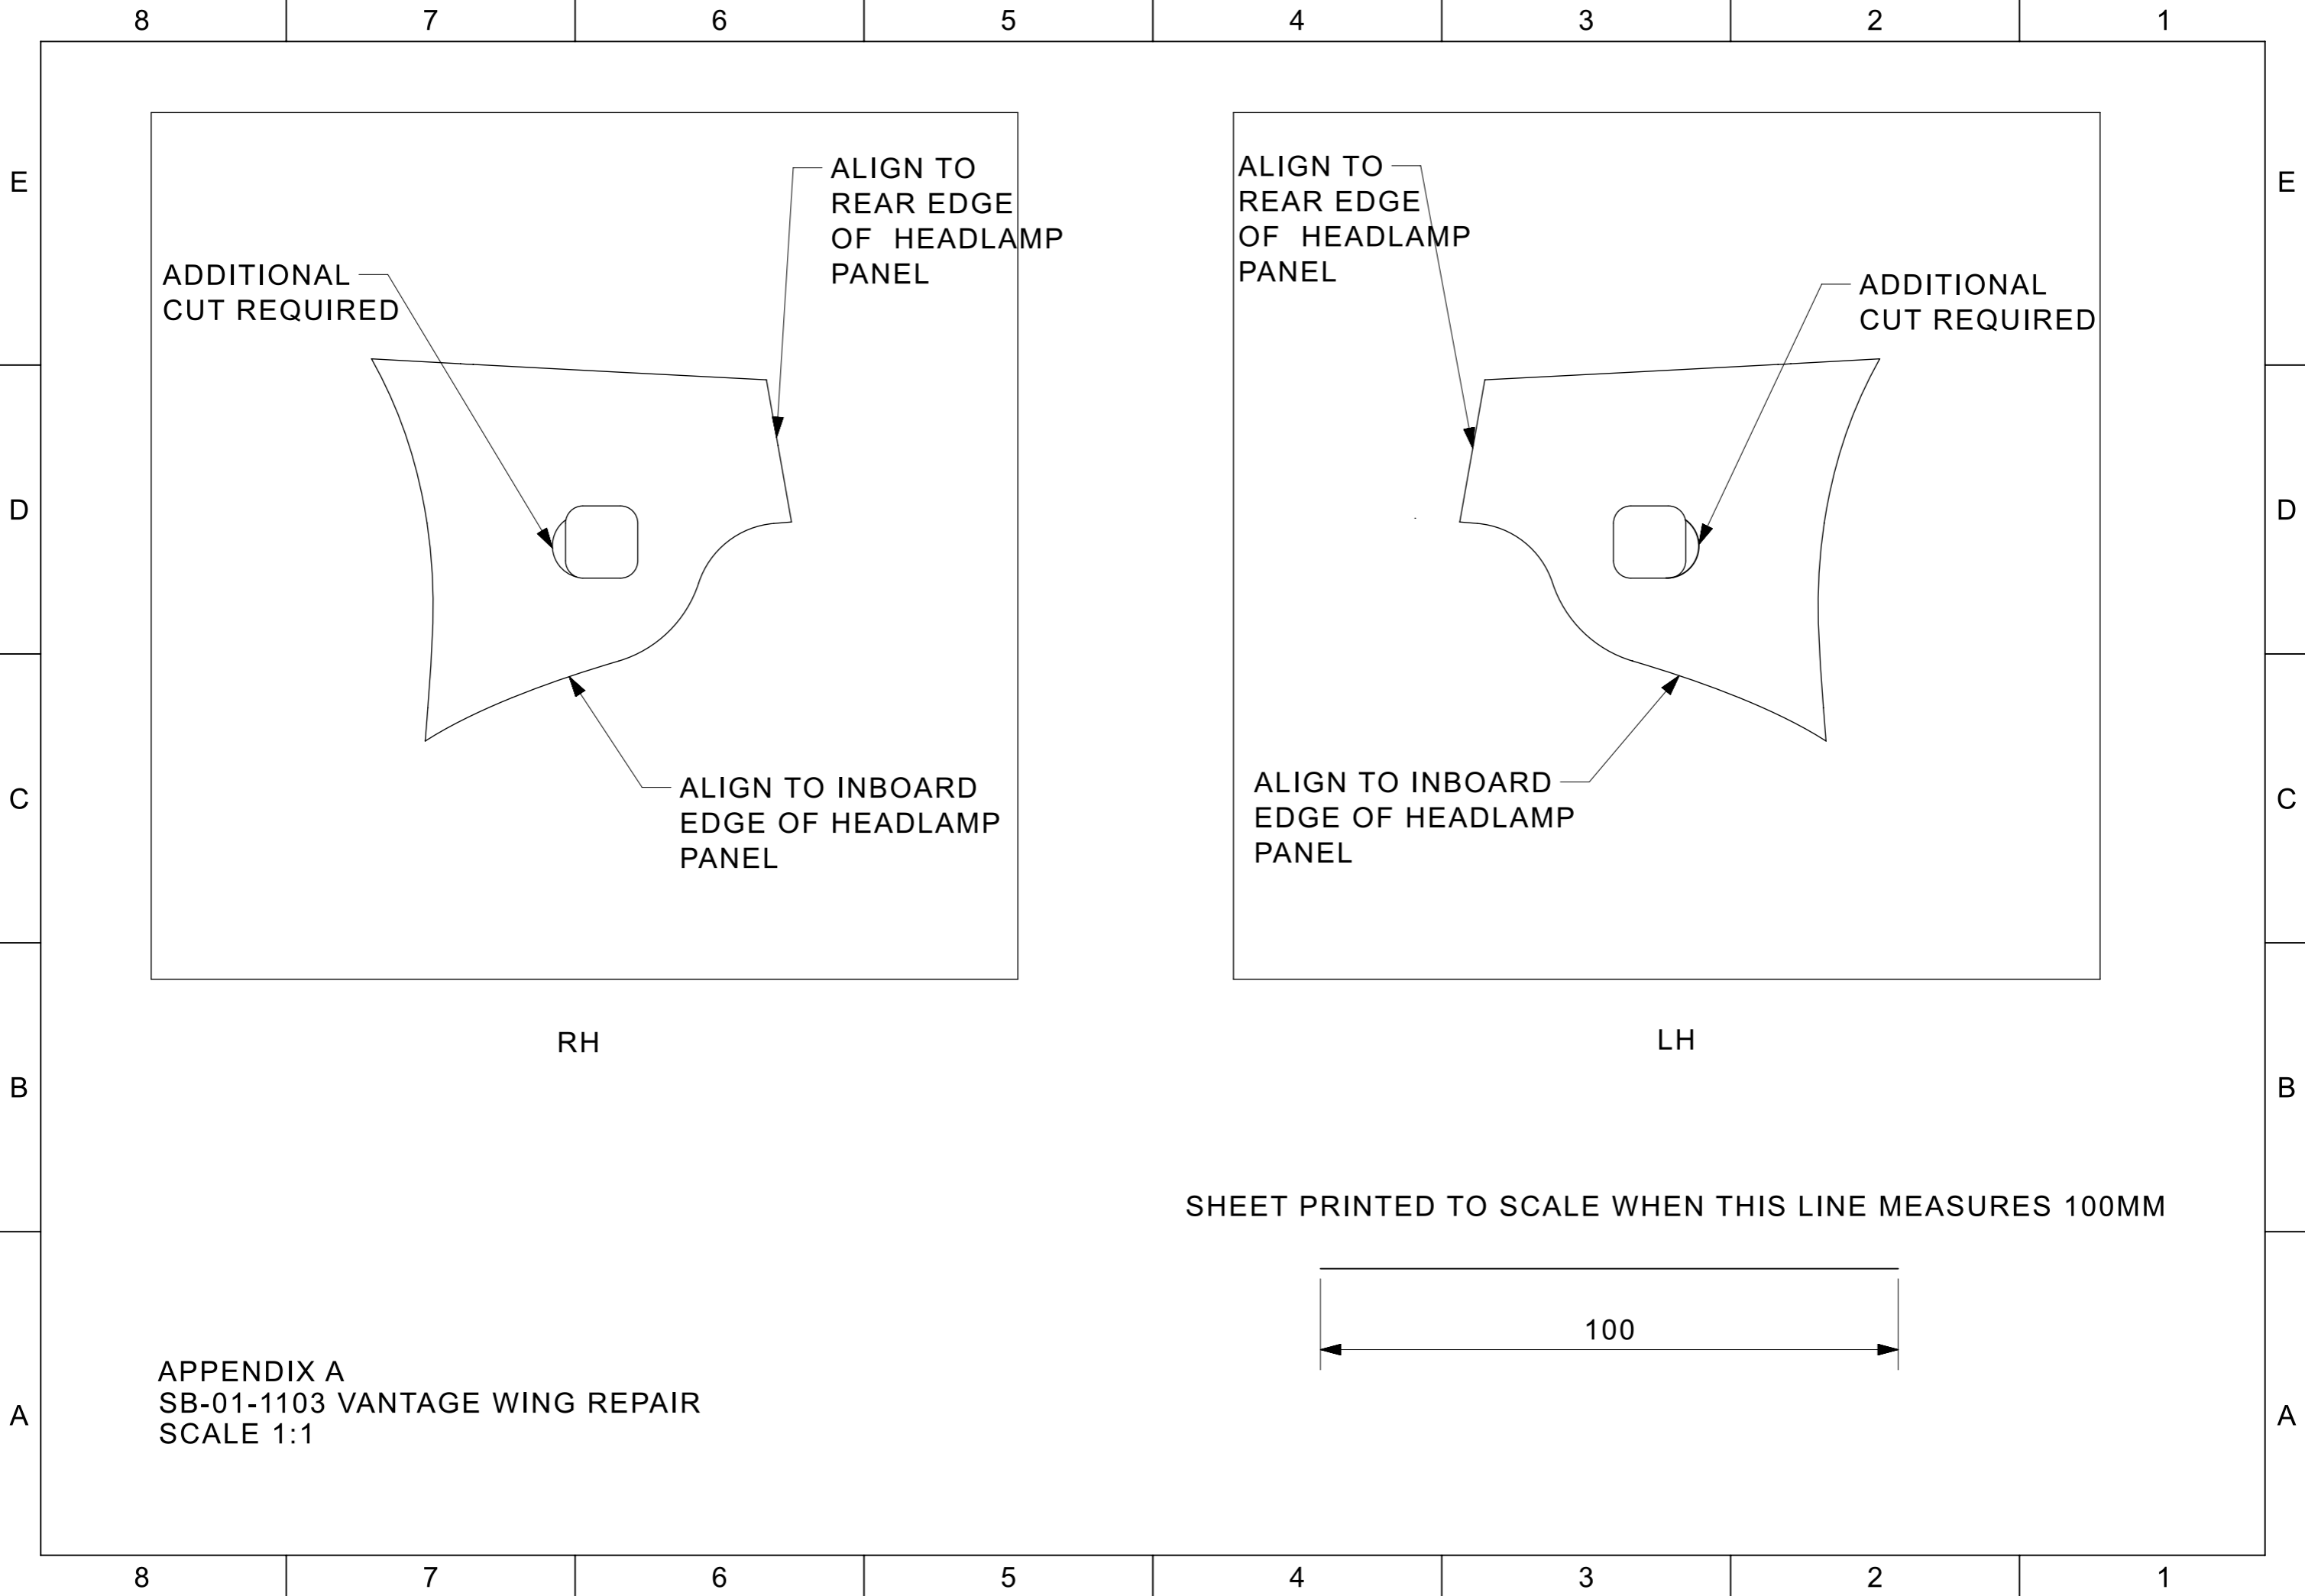 8 7 6 5 4 3 2 1
E
E
ALIGN TO
REAR EDGE
OF HEADLAMP
PANEL
ADDITIONAL
CUT REQUIRED
ALIGN TO
REAR EDGE
OF HEADLAMP
PANEL
ADDITIONAL
CUT REQUIRED
D
D
ALIGN TO INBOARD
EDGE OF HEADLAMP
PANEL
ALIGN TO INBOARD
EDGE OF HEADLAMP
PANEL
C
C
RH
LH
B
B
SHEET PRINTED TO SCALE WHEN THIS LINE MEASURES 100MM
100
APPENDIX A
SB-01-1103 VANTAGE WING REPAIR
SCALE 1:1
A
A
8 7 6 5 4 3 2 1